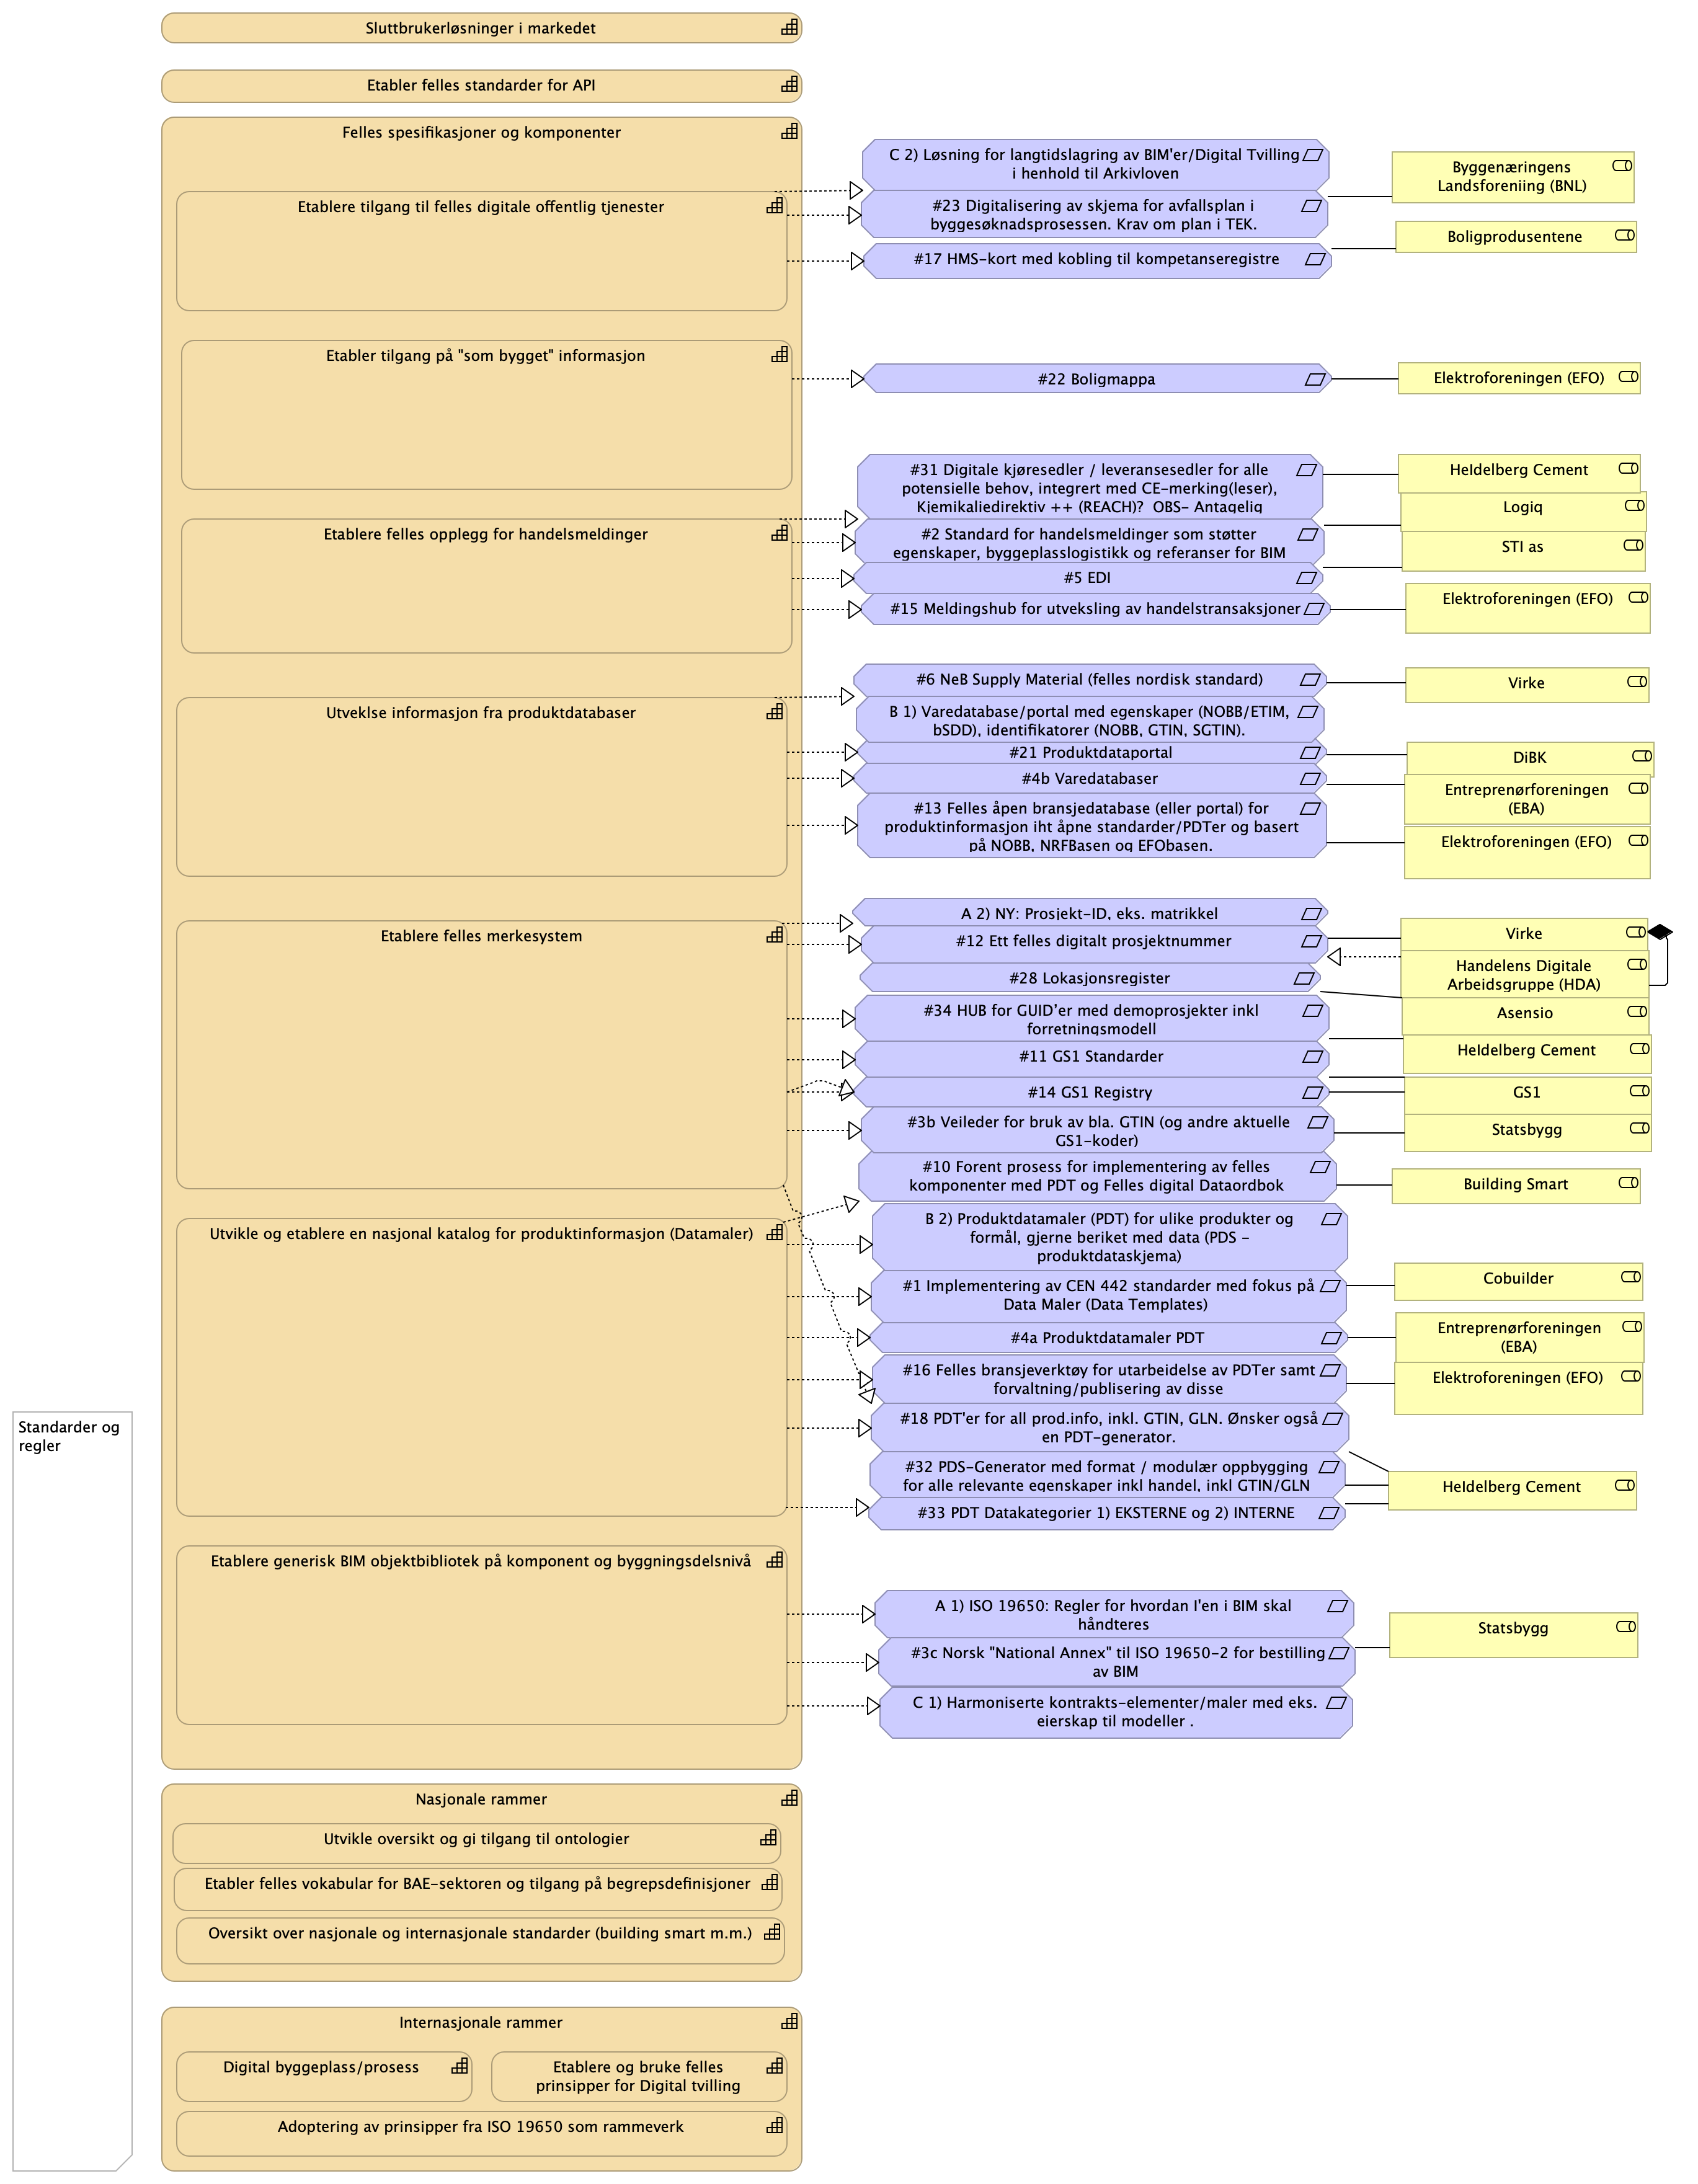 Sluttbrukerløsninger i markedet
Etabler felles standarder for API
Felles spesifikasjoner og komponenter
Etablere tilgang til felles digitale offentlig tjenester
C 2) Løsning for langtidslagring av BIM'er/Digital Tvilling
i henhold til Arkivloven
#23 Digitalisering av skjema for avfallsplan i
byggesøknadsprosessen. Krav om plan i TEK.
#17 HMS-kort med kobling til kompetanseregistre
Byggenæringens
Landsforeniing (BNL)
Boligprodusentene
Etabler tilgang på "som bygget" informasjon
#22 Boligmappa
Elektroforeningen (EFO)
Etablere felles opplegg for handelsmeldinger
#31 Digitale kjøresedler / leveransesedler for alle
potensielle behov, integrert med CE-merking(leser),
Kjemikaliedirektiv ++ (REACH)? OBS- Antagelig
#2 Standard for handelsmeldinger som støtter
egenskaper, byggeplasslogistikk og referanser for BIM
#5 EDI
#15 Meldingshub for utveksling av handelstransaksjoner
HeIdelberg Cement
Logiq
STI as
Elektroforeningen (EFO)
Utveklse informasjon fra produktdatabaser
#6 NeB Supply Material (felles nordisk standard)
B 1) Varedatabase/portal med egenskaper (NOBB/ETIM,
bSDD), identifikatorer (NOBB, GTIN, SGTIN).
#21 Produktdataportal
#4b Varedatabaser
#13 Felles åpen bransjedatabase (eller portal) for
produktinformasjon iht åpne standarder/PDTer og basert
på NOBB, NRFBasen og EFObasen.
Virke
DiBK
Entreprenørforeningen
(EBA)
Elektroforeningen (EFO)
Etablere felles merkesystem
A 2) NY: Prosjekt-ID, eks. matrikkel
#12 Ett felles digitalt prosjektnummer
#28 Lokasjonsregister
#34 HUB for GUID'er med demoprosjekter inkl
forretningsmodell
#11 GS1 Standarder
#14 GS1 Registry
#3b Veileder for bruk av bla. GTIN (og andre aktuelle
GS1-koder)
#10 Forent prosess for implementering av felles
komponenter med PDT og Felles digital Dataordbok
Virke
Handelens Digitale
Arbeidsgruppe (HDA)
Asensio
HeIdelberg Cement
GS1
Statsbygg
Building Smart
Utvikle og etablere en nasjonal katalog for produktinformasjon (Datamaler)
B 2) Produktdatamaler (PDT) for ulike produkter og
formål, gjerne beriket med data (PDS -
produktdataskjema)
#1 Implementering av CEN 442 standarder med fokus på
Data Maler (Data Templates)
#4a Produktdatamaler PDT
#16 Felles bransjeverktøy for utarbeidelse av PDTer samt
forvaltning/publisering av disse
#18 PDT'er for all prod.info, inkl. GTIN, GLN. Ønsker også
en PDT-generator.
#32 PDS-Generator med format / modulær oppbygging
for alle relevante egenskaper inkl handel, inkl GTIN/GLN
#33 PDT Datakategorier 1) EKSTERNE og 2) INTERNE
Cobuilder
Entreprenørforeningen
(EBA)
Elektroforeningen (EFO)
HeIdelberg Cement
Standarder og
regler
Etablere generisk BIM objektbibliotek på komponent og byggningsdelsnivå
A 1) ISO 19650: Regler for hvordan I'en i BIM skal
håndteres
#3c Norsk "National Annex" til ISO 19650-2 for bestilling
av BIM
C 1) Harmoniserte kontrakts-elementer/maler med eks.
eierskap til modeller .
Statsbygg
Nasjonale rammer
Utvikle oversikt og gi tilgang til ontologier
Etabler felles vokabular for BAE-sektoren og tilgang på begrepsdefinisjoner
Oversikt over nasjonale og internasjonale standarder (building smart m.m.)
Internasjonale rammer
Digital byggeplass/prosess
Etablere og bruke felles
prinsipper for Digital tvilling
Adoptering av prinsipper fra ISO 19650 som rammeverk